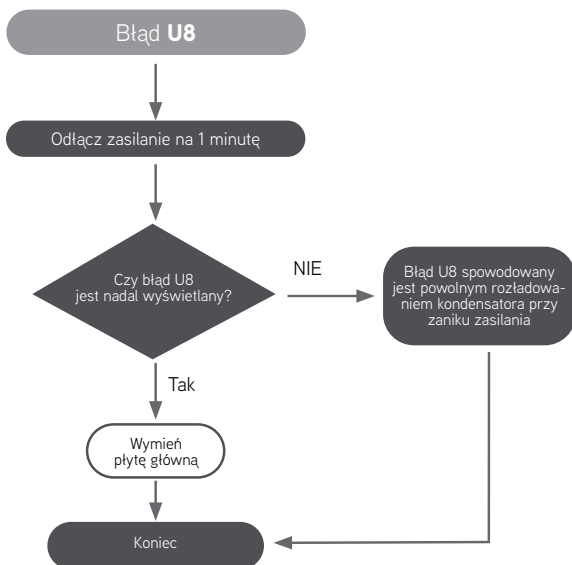 Błąd U8
Odłącz zasilanie na 1 minutę
Czy błąd U8
jest nadal wyświetlany?
NIE
Błąd U8 spowodowany
jest powolnym rozładowa-
niem kondensatora przy
zaniku zasilania
Tak
Wymień
płytę główną
Koniec